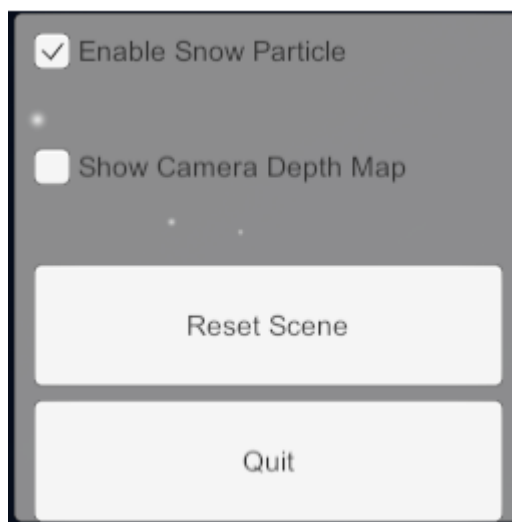 Enable Snow Particle
Show Camera Depth Map
Reset Scene
Quit